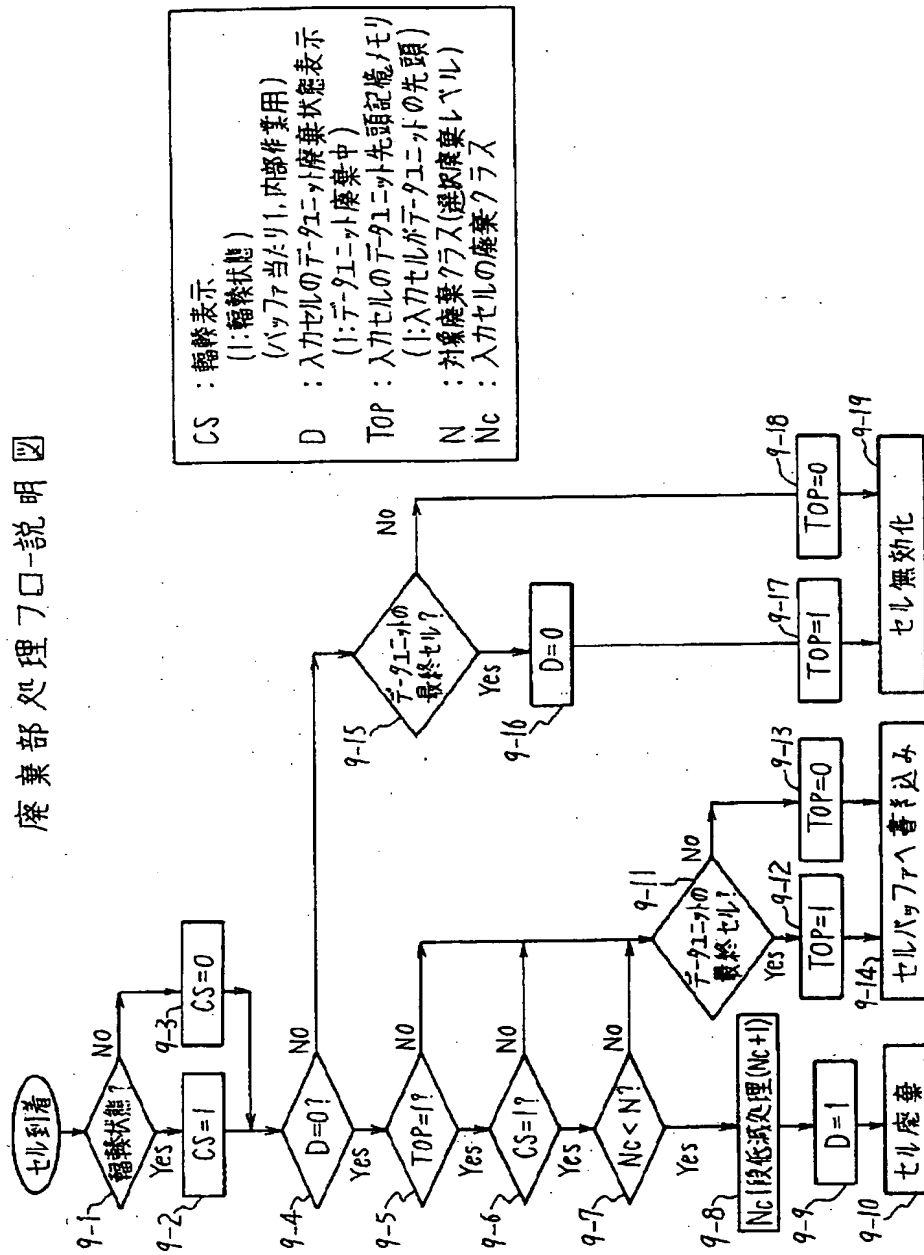 廃棄部処理フロー説明図
セル到着
9-1
輻輳状態?
NO
Yes
9-2
CS=1
9-3
CS=0
9-4
D=0?
NO
Yes
9-5
TOP=1?
NO
Yes
9-6
CS=1?
NO
Yes
9-7
Nc<N?
NO
Yes
9-8
Nc1段低減処理(Nc+1)
9-9
D=1
9-10
セル廃棄
9-11
データユニットの
最終セル?
NO
Yes
9-12
TOP=1
9-13
TOP=0
9-14
セルバッファへ書き込み
9-15
データユニットの
最終セル?
NO
Yes
9-16
D=0
9-17
TOP=1
9-18
TOP=0
9-19
セル無効化
CS :輻輳表示
(1:輻輳状態)
(バッファ当たり1,内部作業用)
D :入力セルのデータユニット廃棄状態表示
(1:データユニット廃棄中)
TOP:入力セルのデータユニット先頭記憶メモリ
(1:入力セルがデータユニットの先頭)
N :対象廃棄クラス(選択廃棄レベル)
Nc :入力セルの廃棄クラス